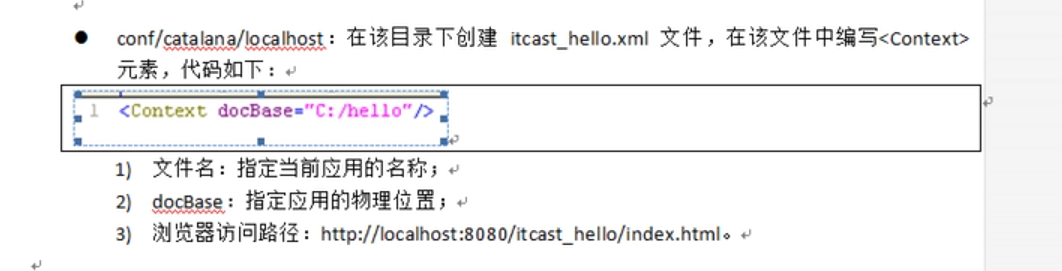 ● conf/catalana/localhost：在该目录下创建 itcast_hello.xml 文件，在该文件中编写<Context>
元素，代码如下：
1 <Context docBase="C:/hello"/>
1) 文件名：指定当前应用的名称；
2) docBase：指定应用的物理位置；
3) 浏览器访问路径：http://localhost:8080/itcast_hello/index.html。